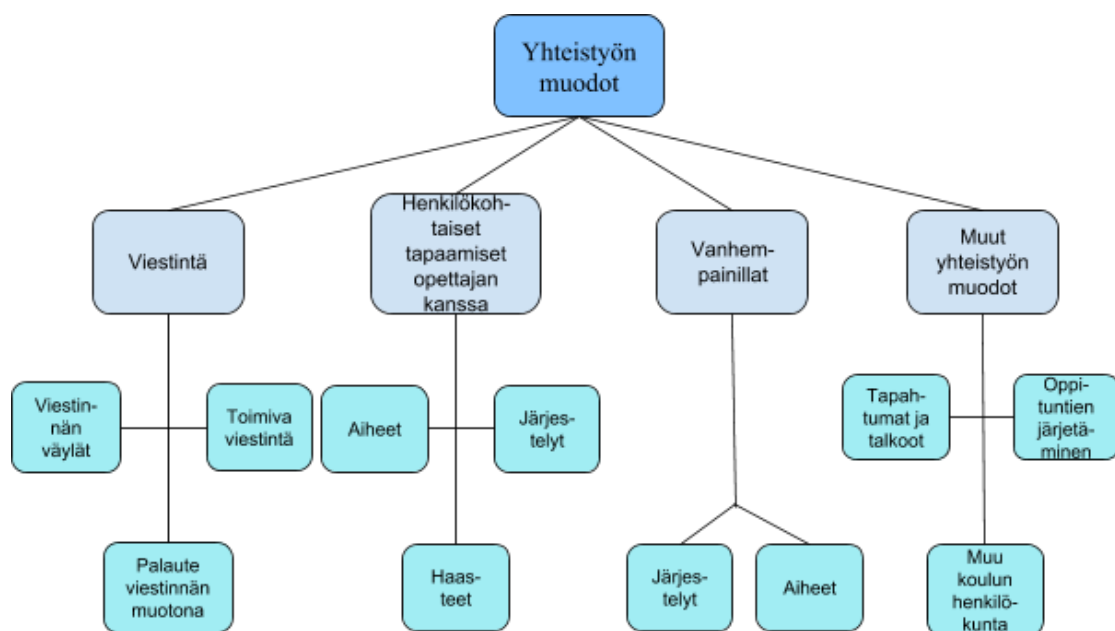 Yhteistyön
muodot
Viestintä
Henkilökoh-
taiset
tapaamiset
opettajan
kanssa
Vanhem-
painillat
Muut
yhteistyön
muodot
Viestin-
nän
väylät
Toimiva
viestintä
Aiheet
Järjes-
telyt
Tapah-
tumat ja
talkoot
Oppi-
tuntien
järjetä-
minen
Palaute
viestinnän
muotona
Haas-
teet
Järjes-
telyt
Aiheet
Muu
koulun
henkilö-
kunta